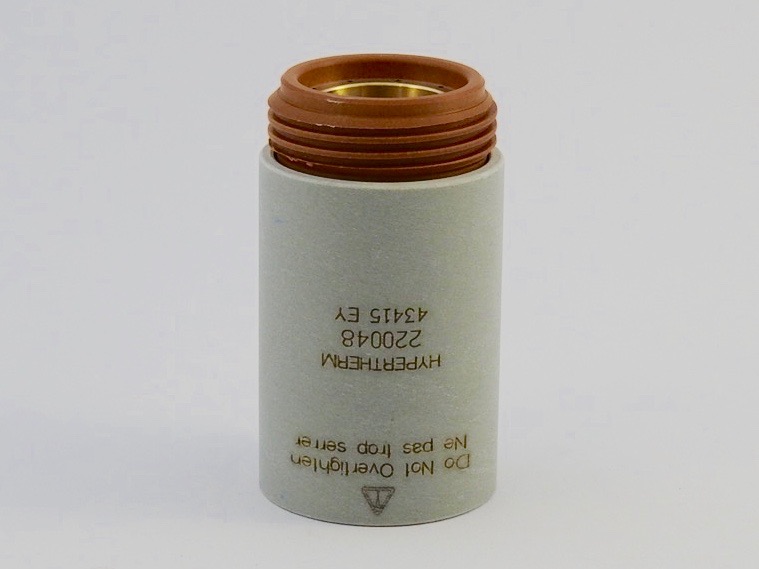 Do Not Overtighten
Ne pas trop serrer
HYPERTHERM
220048
43415 EY